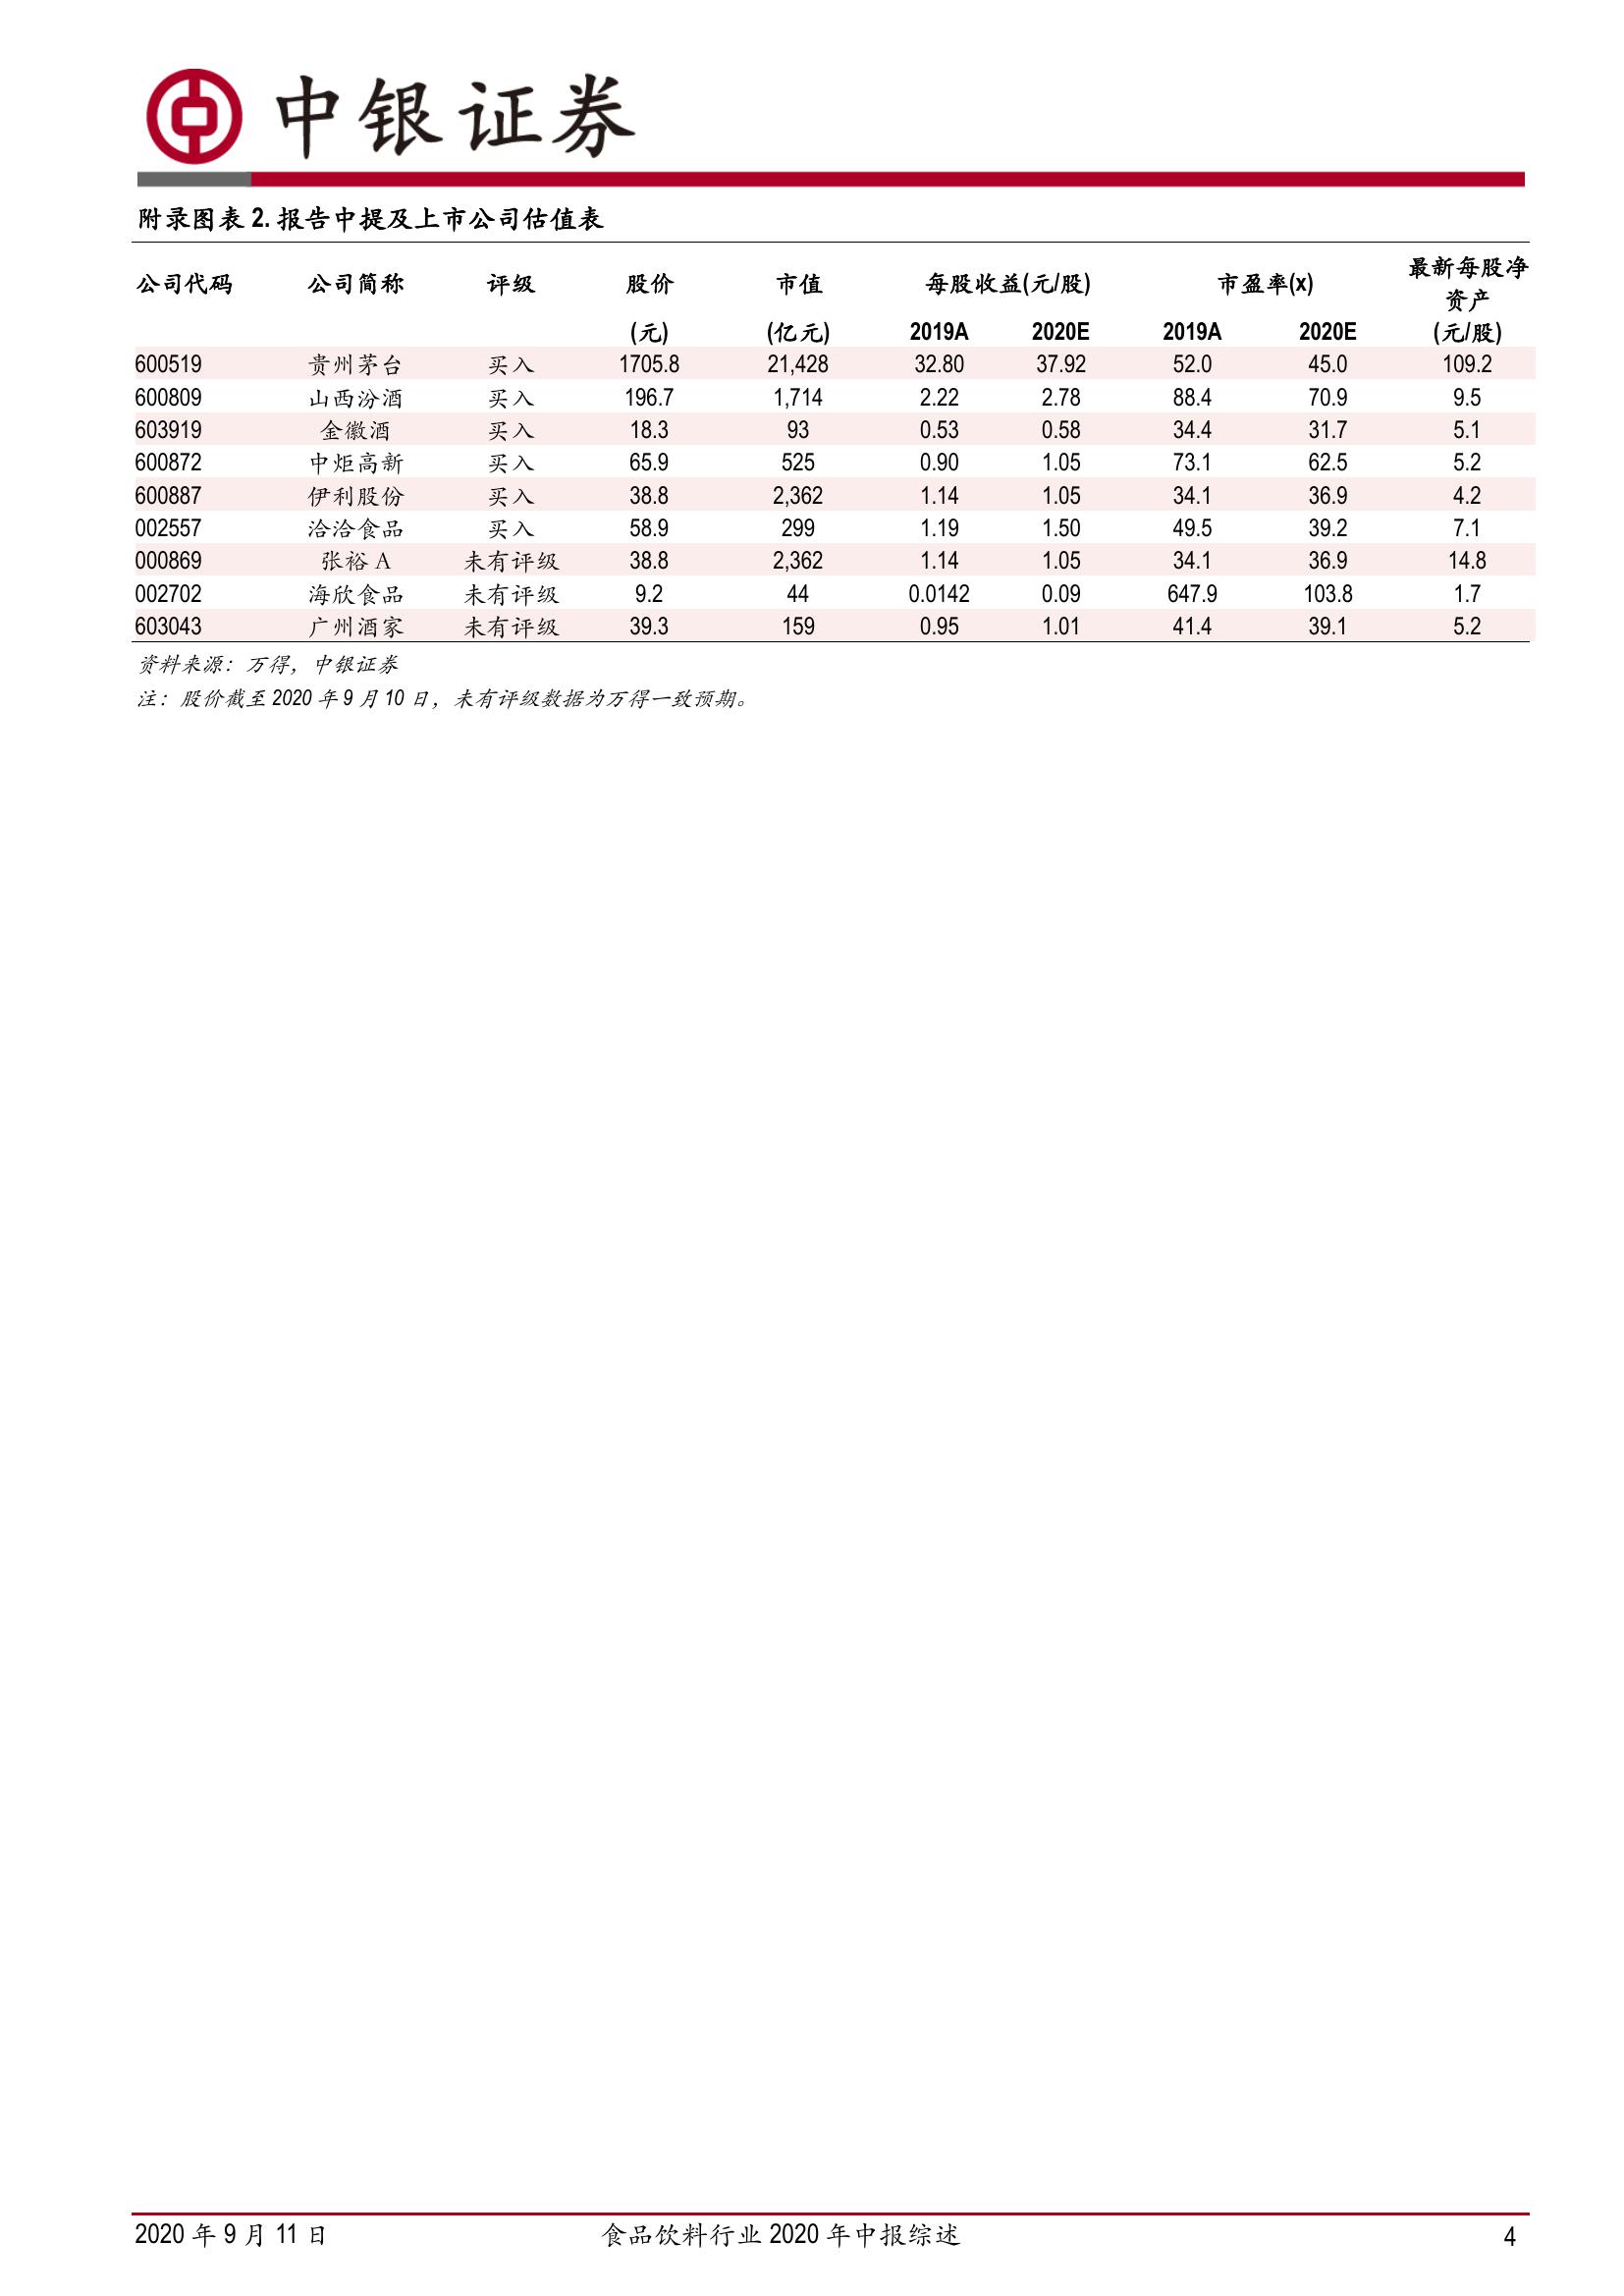 中银证券
附录图表 2. 报告中提及上市公司估值表
公司代码 公司简称 评级 股价 市值 每股收益(元/股) 市盈率(x) 最新每股净
资产
(元) (亿元) 2019A 2020E 2019A 2020E (元/股)
600519 贵州茅台 买入 1705.8 21,428 32.80 37.92 52.0 45.0 109.2
600809 山西汾酒 买入 196.7 1,714 2.22 2.78 88.4 70.9 9.5
603919 金徽酒 买入 18.3 93 0.53 0.58 34.4 31.7 5.1
600872 中炬高新 买入 65.9 525 0.90 1.05 73.1 62.5 5.2
600887 伊利股份 买入 38.8 2,362 1.14 1.05 34.1 36.9 4.2
002557 洽洽食品 买入 58.9 299 1.19 1.50 49.5 39.2 7.1
000869 张裕 A 未有评级 38.8 2,362 1.14 1.05 34.1 36.9 14.8
002702 海欣食品 未有评级 9.2 44 0.0142 0.09 647.9 103.8 1.7
603043 广州酒家 未有评级 39.3 159 0.95 1.01 41.4 39.1 5.2
资料来源：万得，中银证券
注：股价截至 2020 年 9 月 10 日，未有评级数据为万得一致预期。
2020 年 9 月 11 日 食品饮料行业 2020 年中报综述 4